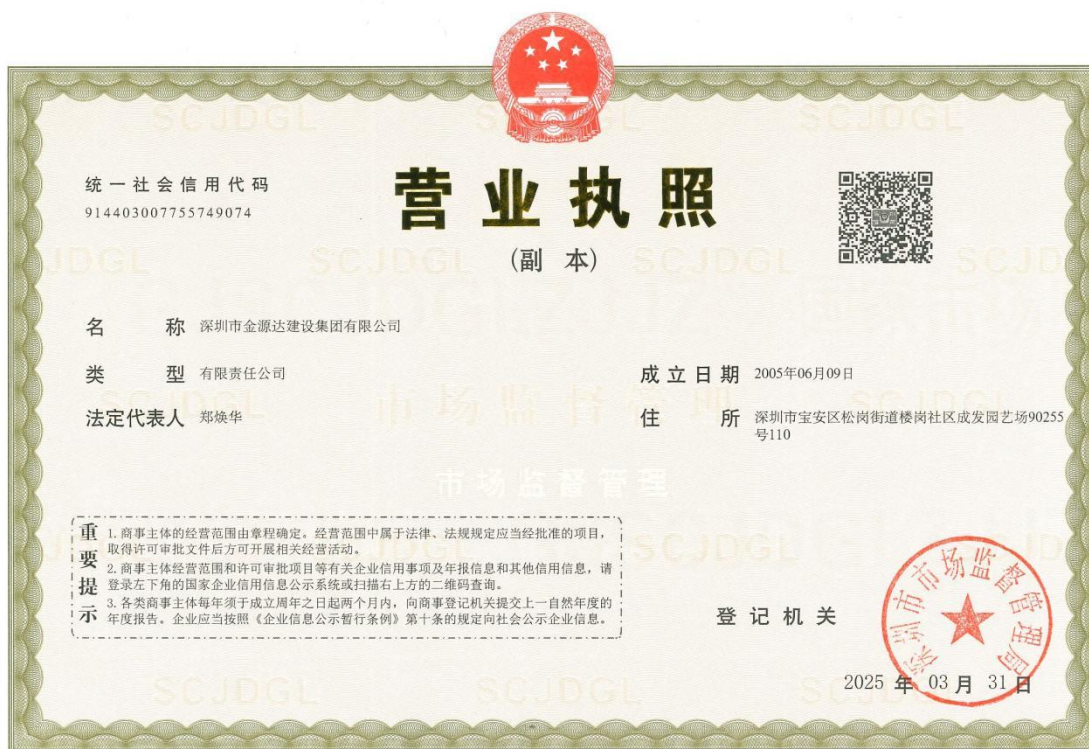 统一社会信用代码
914403007755749074
营业执照
(副 本)
名 称 深圳市金源达建设集团有限公司
类 型 有限责任公司
法定代表人 郑焕华
成立日期 2005年06月09日
住 所 深圳市宝安区松岗街道楼岗社区成发园艺场90255
号110
市场监督管理
市场监督管理
重要提示
1. 商事主体的经营范围由章程确定。经营范围中属于法律、法规规定应当经批准的项目，
取得许可审批文件后方可开展相关经营活动。
2. 商事主体经营范围和许可审批项目等有关企业信用事项及年报信息和其他信用信息，请
登录左下角的国家企业信用信息公示系统或扫描右上方的二维码查询。
3. 各类商事主体每年须于成立周年之日起两个月内，向商事登记机关提交上一自然年度的
年度报告。企业应当按照《企业信息公示暂行条例》第十条的规定向社会公示企业信息。
登记机关
深圳市市场监督管理局
2025 年 03 月 31 日
SCJDGL